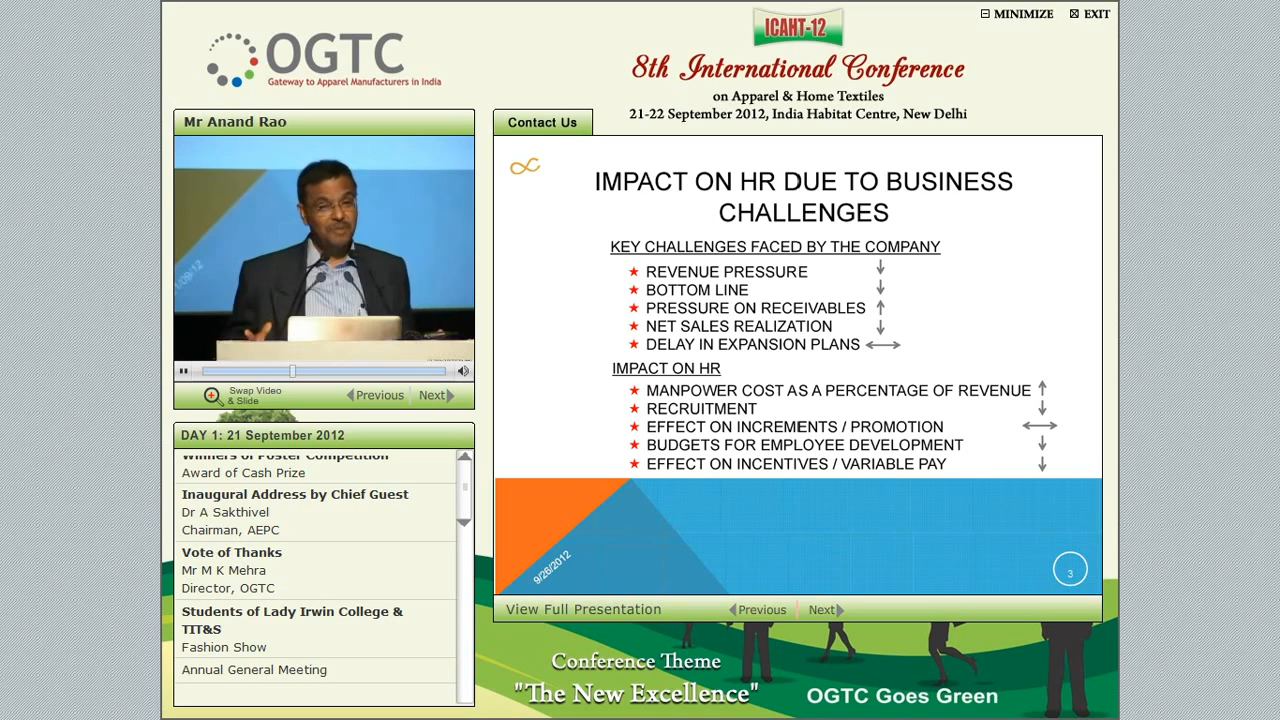 MINIMIZE
EXIT
ICAHT-12
OGTC
Gateway to Apparel Manufacturers in India
8th International Conference
on Apparel & Home Textiles
21-22 September 2012, India Habitat Centre, New Delhi
Mr Anand Rao
Contact Us
/09/12
Swap Video
& Slide
Previous
Next
DAY 1: 21 September 2012
Winners of Poster Competition
Award of Cash Prize
Inaugural Address by Chief Guest
Dr A Sakthivel
Chairman, AEPC
Vote of Thanks
Mr M K Mehra
Director, OGTC
Students of Lady Irwin College &
TIT&S
Fashion Show
Annual General Meeting
IMPACT ON HR DUE TO BUSINESS
CHALLENGES
KEY CHALLENGES FACED BY THE COMPANY
REVENUE PRESSURE
BOTTOM LINE
PRESSURE ON RECEIVABLES
NET SALES REALIZATION
DELAY IN EXPANSION PLANS
IMPACT ON HR
MANPOWER COST AS A PERCENTAGE OF REVENUE
RECRUITMENT
EFFECT ON INCREMENTS / PROMOTION
BUDGETS FOR EMPLOYEE DEVELOPMENT
EFFECT ON INCENTIVES / VARIABLE PAY
9/26/2012
3
View Full Presentation
Previous
Next
Conference Theme
"The New Excellence"
OGTC Goes Green